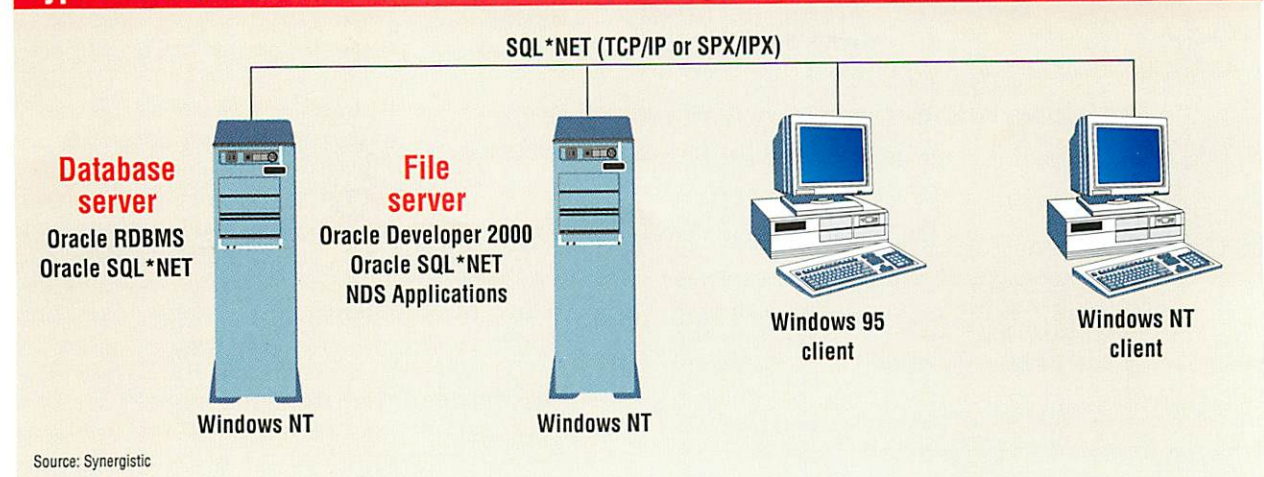 SQL*NET (TCP/IP or SPX/IPX)
Database
server
Oracle RDBMS
Oracle SQL*NET
Windows NT
File
server
Oracle Developer 2000
Oracle SQL*NET
NDS Applications
Windows NT
Windows 95
client
Windows NT
client
Source: Synergistic